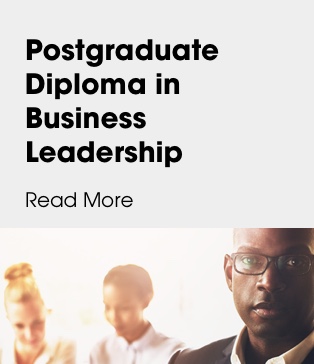 Postgraduate
Diploma in
Business
Leadership
Read More